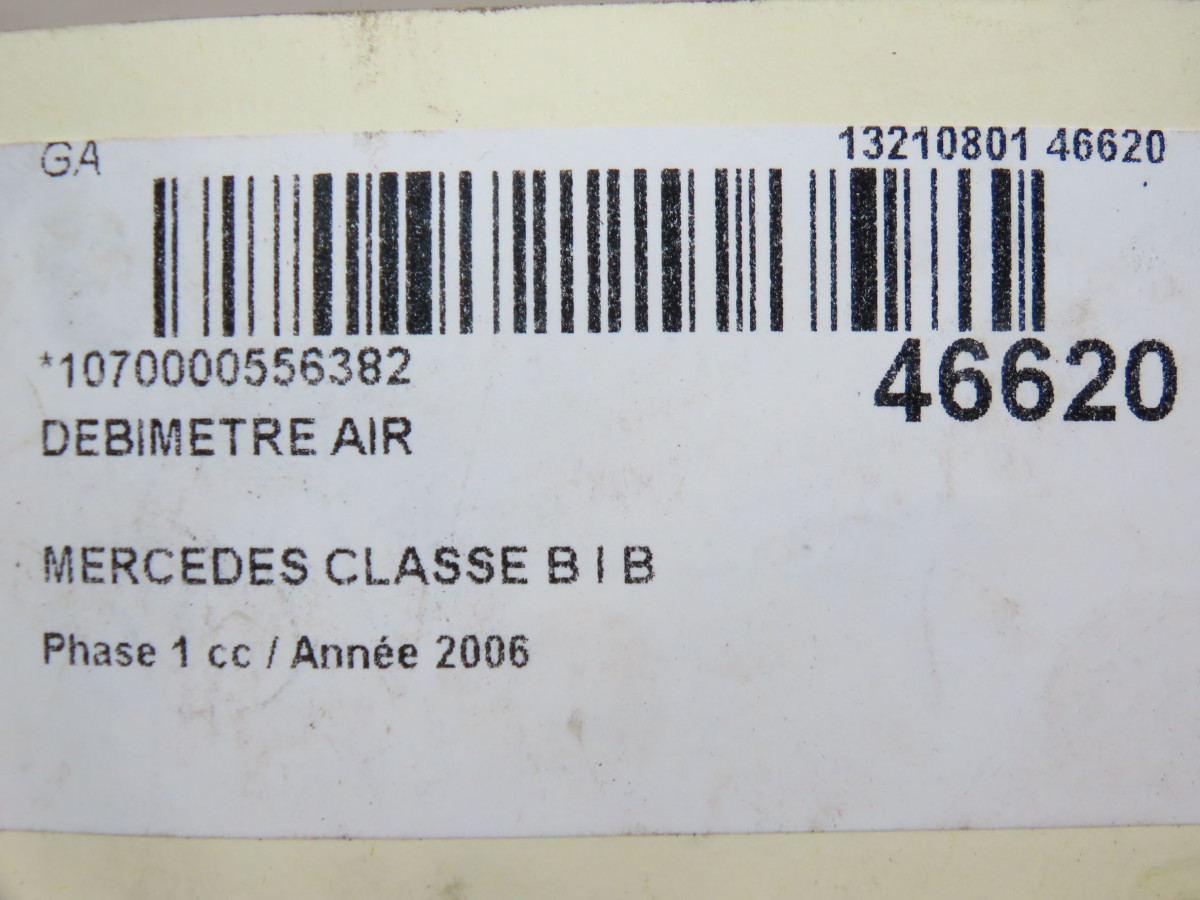 GA
13210801 46620
*1070000556382
46620
DEBIMETRE AIR
MERCEDES CLASSE B I B
Phase 1 cc / Année 2006